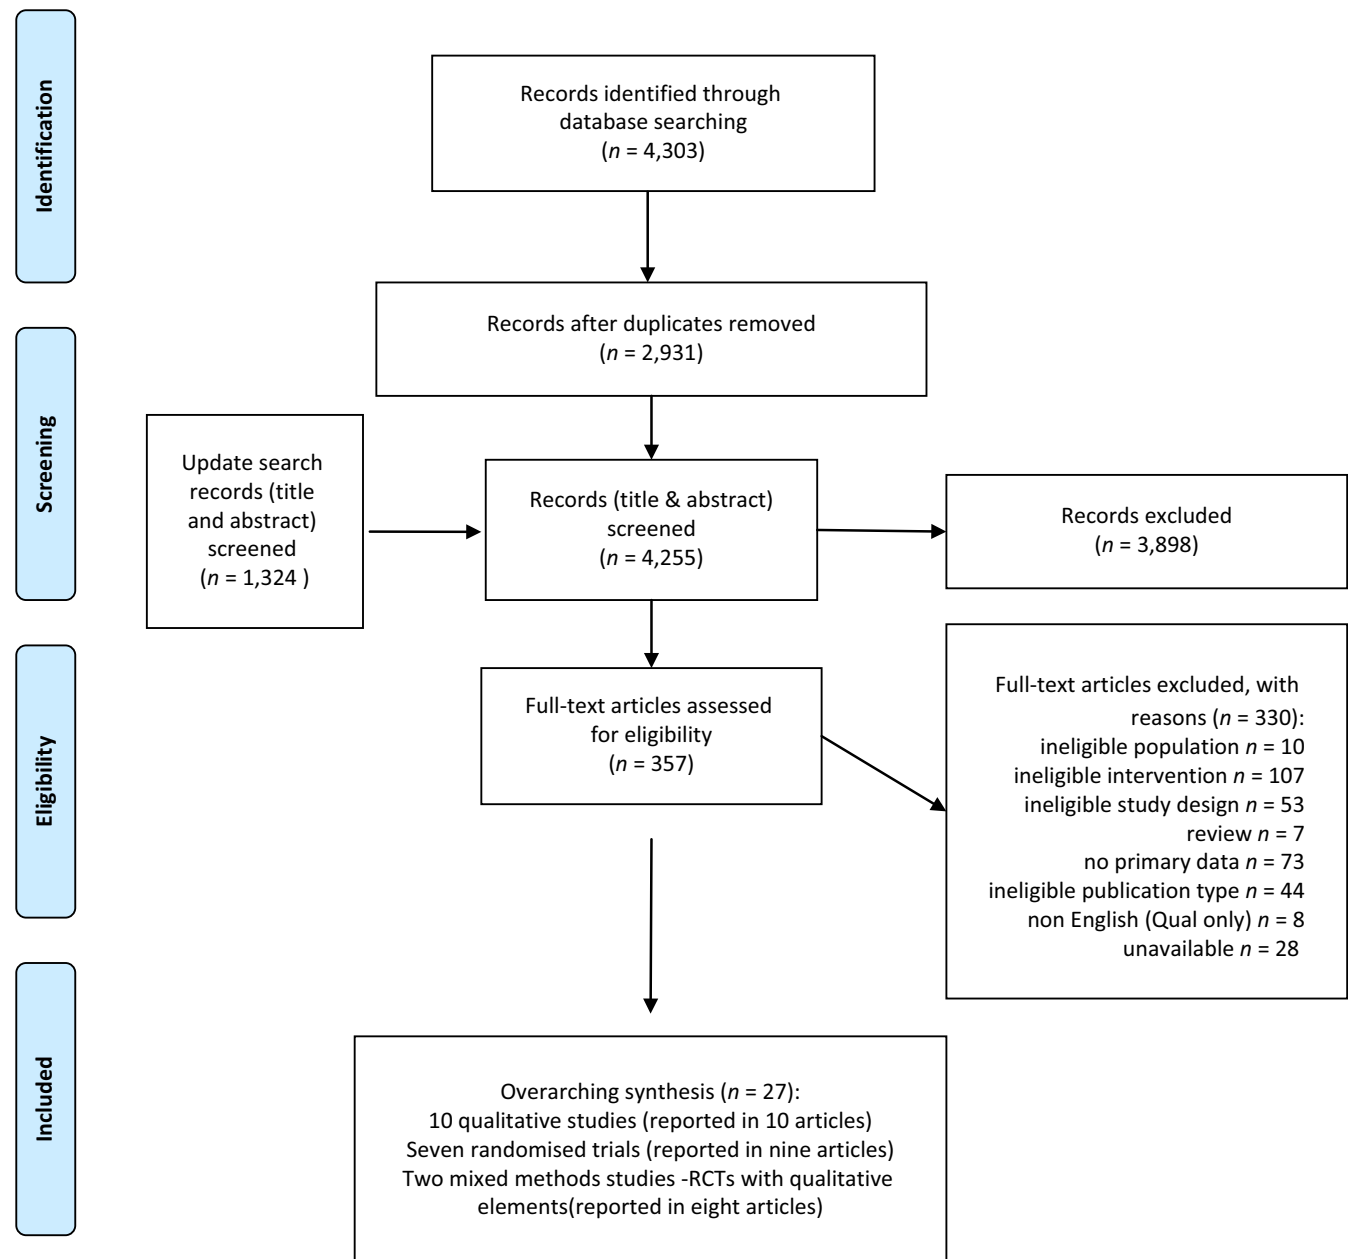 Identification
Records identified through
database searching
(n = 4,303)
Records after duplicates removed
(n = 2,931)
Screening
Update search
records (title
and abstract)
screened
(n = 1,324 )
Records (title & abstract)
screened
(n = 4,255)
Records excluded
(n = 3,898)
Eligibility
Full-text articles assessed
for eligibility
(n = 357)
Full-text articles excluded, with
reasons (n = 330):
ineligible population n = 10
ineligible intervention n = 107
ineligible study design n = 53
review n = 7
no primary data n = 73
ineligible publication type n = 44
non English (Qual only) n = 8
unavailable n = 28
Included
Overarching synthesis (n = 27):
10 qualitative studies (reported in 10 articles)
Seven randomised trials (reported in nine articles)
Two mixed methods studies -RCTs with qualitative
elements(reported in eight articles)